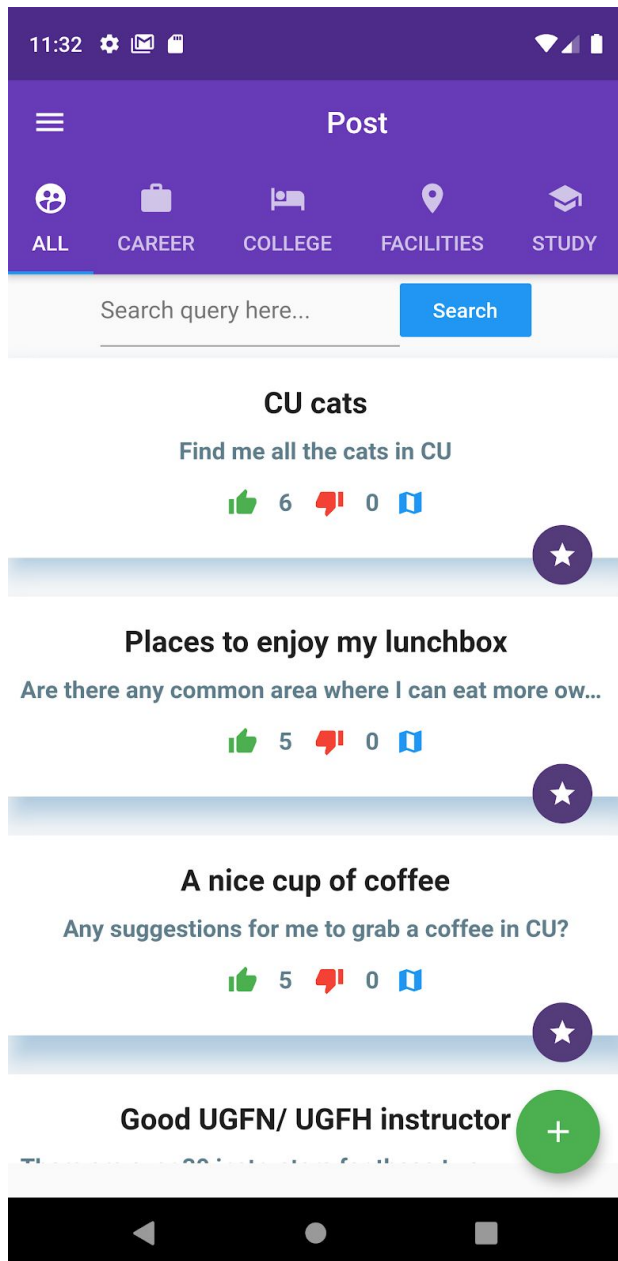 11:32
Post
ALL CAREER COLLEGE FACILITIES STUDY
Search query here... Search
CU cats
Find me all the cats in CU
6 0
Places to enjoy my lunchbox
Are there any common area where I can eat more ow...
5 0
A nice cup of coffee
Any suggestions for me to grab a coffee in CU?
5 0
Good UGFN/ UGFH instructor